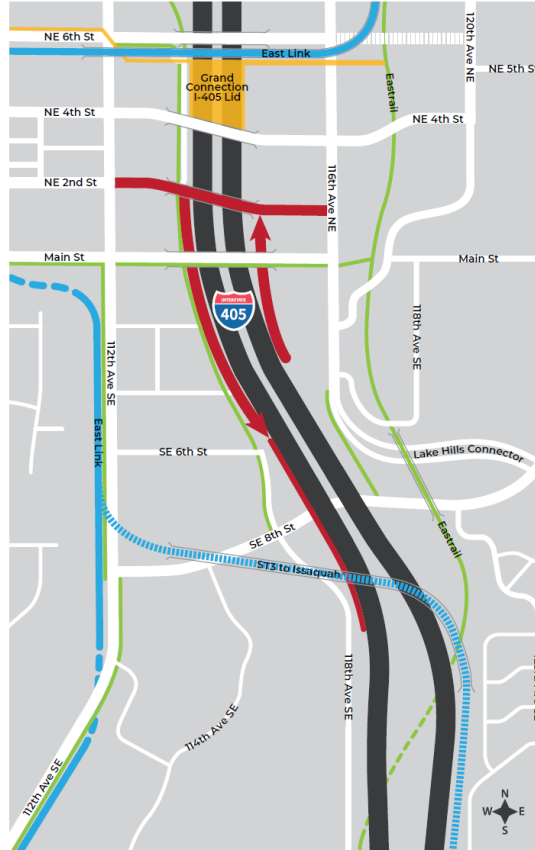 120th Ave NE
NE 6th St
East Link
NE 5th St
Grand
Connection
I-405 Lid
Eastrail
NE 4th St
NE 4th St
116th Ave NE
NE 2nd St
Main St
Main St
INTERSTATE
405
118th Ave SE
112th Ave SE
East Link
SE 6th St
Lake Hills Connector
SE 8th St
Eastrail
ST3 to Issaquah
118th Ave SE
114th Ave SE
112th Ave SE
N
W E
S